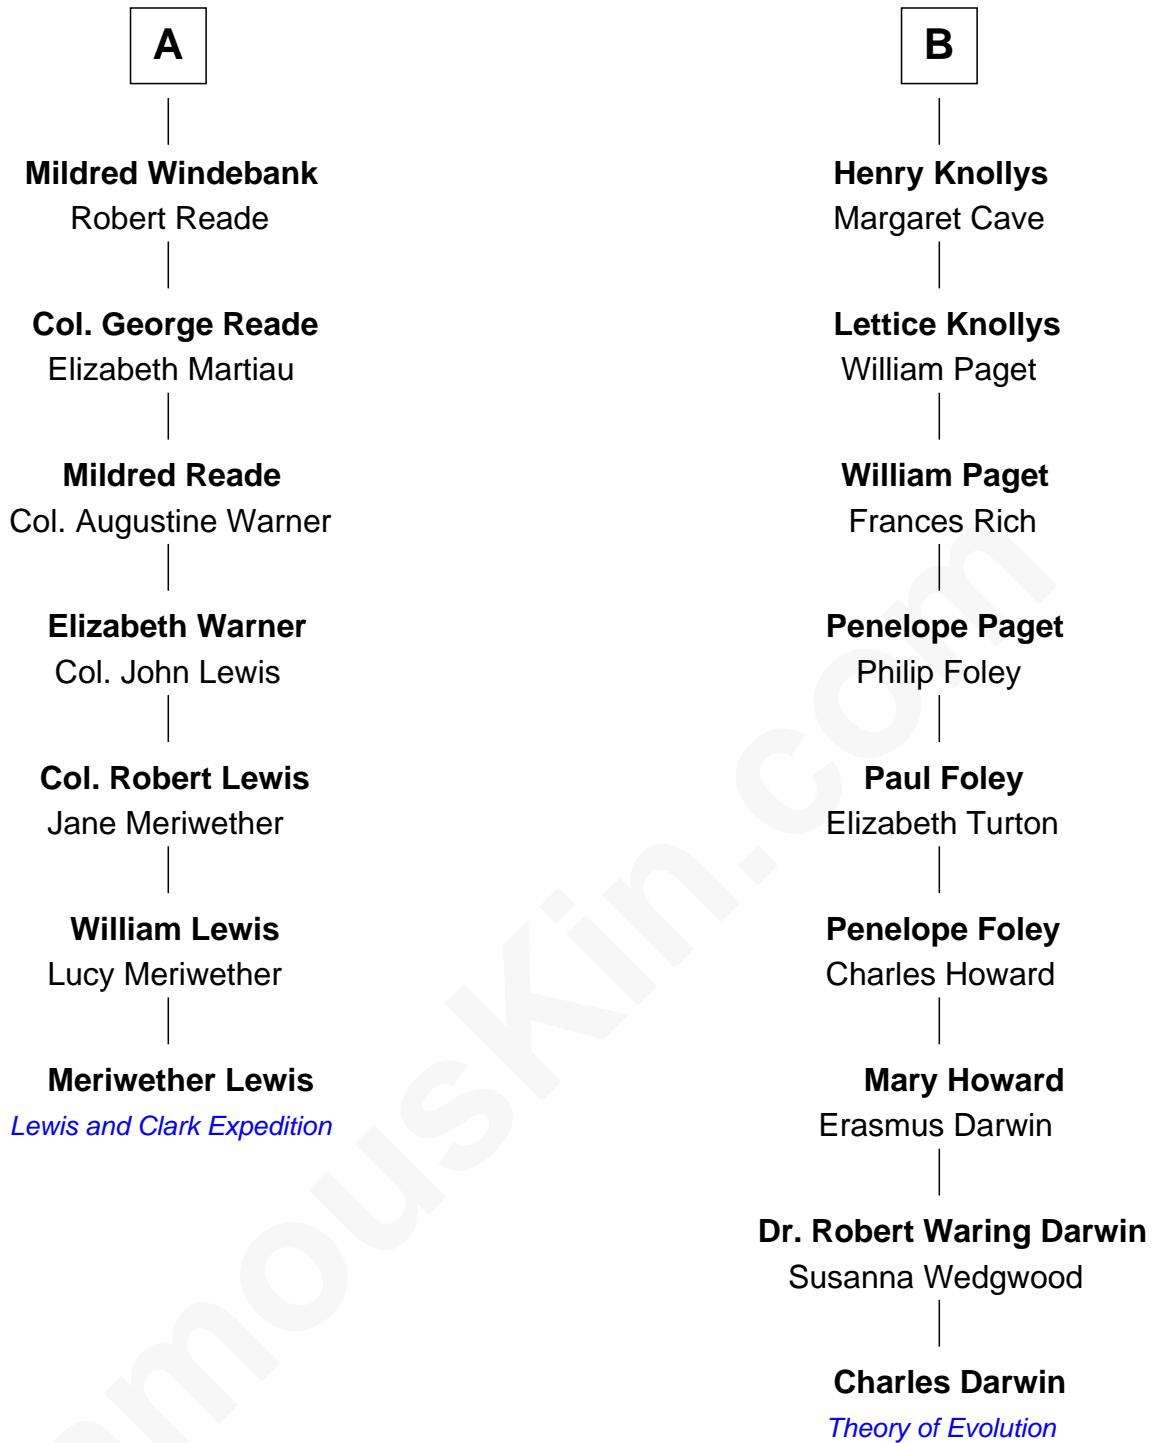 A
Mildred Windebank
Robert Reade
Col. George Reade
Elizabeth Martiau
Mildred Reade
Col. Augustine Warner
Elizabeth Warner
Col. John Lewis
Col. Robert Lewis
Jane Meriwether
William Lewis
Lucy Meriwether
Meriwether Lewis
Lewis and Clark Expedition
B
Henry Knollys
Margaret Cave
Lettice Knollys
William Paget
William Paget
Frances Rich
Penelope Paget
Philip Foley
Paul Foley
Elizabeth Turton
Penelope Foley
Charles Howard
Mary Howard
Erasmus Darwin
Dr. Robert Waring Darwin
Susanna Wedgwood
Charles Darwin
Theory of Evolution
mousKin.com